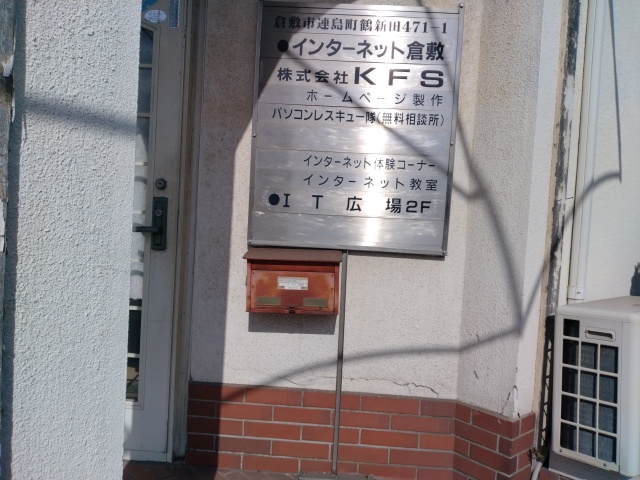 倉敷市連島町鶴新田471-1
●インターネット倉敷
株式会社KFS
ホームページ製作
パソコンレスキュー隊(無料相談所)
インターネット体験コーナー
インターネット教室
●IT広場2F